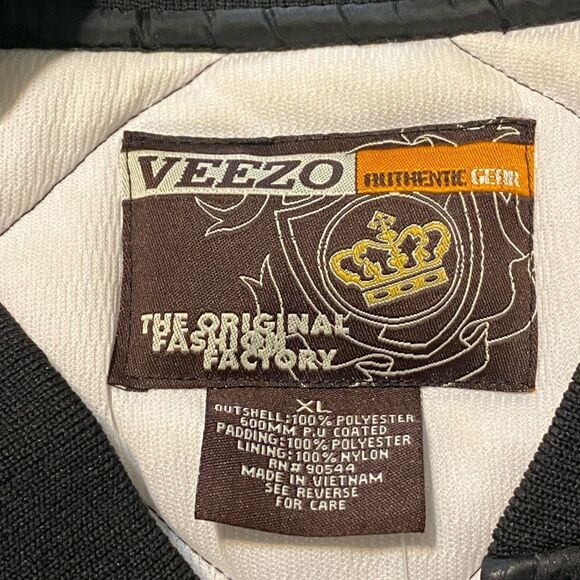 VEEZO AUTHENTIC GEAR
THE ORIGINAL
FASHION
FACTORY
XL
OUTSHELL:100% POLYESTER
600MM P.U COATED
PADDING:100% POLYESTER
LINING:100% NYLON
RN# 90544
MADE IN VIETNAM
SEE REVERSE
FOR CARE